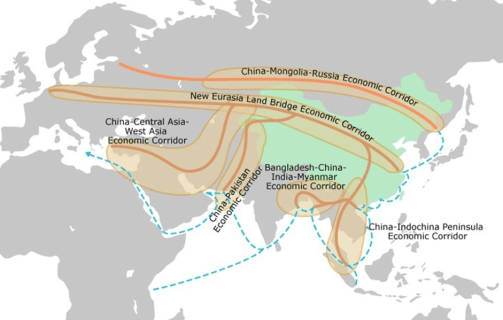 China-Mongolia-Russia Economic Corridor
New Eurasia Land Bridge Economic Corridor
China-Central Asia-
West Asia
Economic Corridor
China-Pakistan
Economic Corridor
Bangladesh-China-
India-Myanmar
Economic Corridor
China-Indochina Peninsula
Economic Corridor